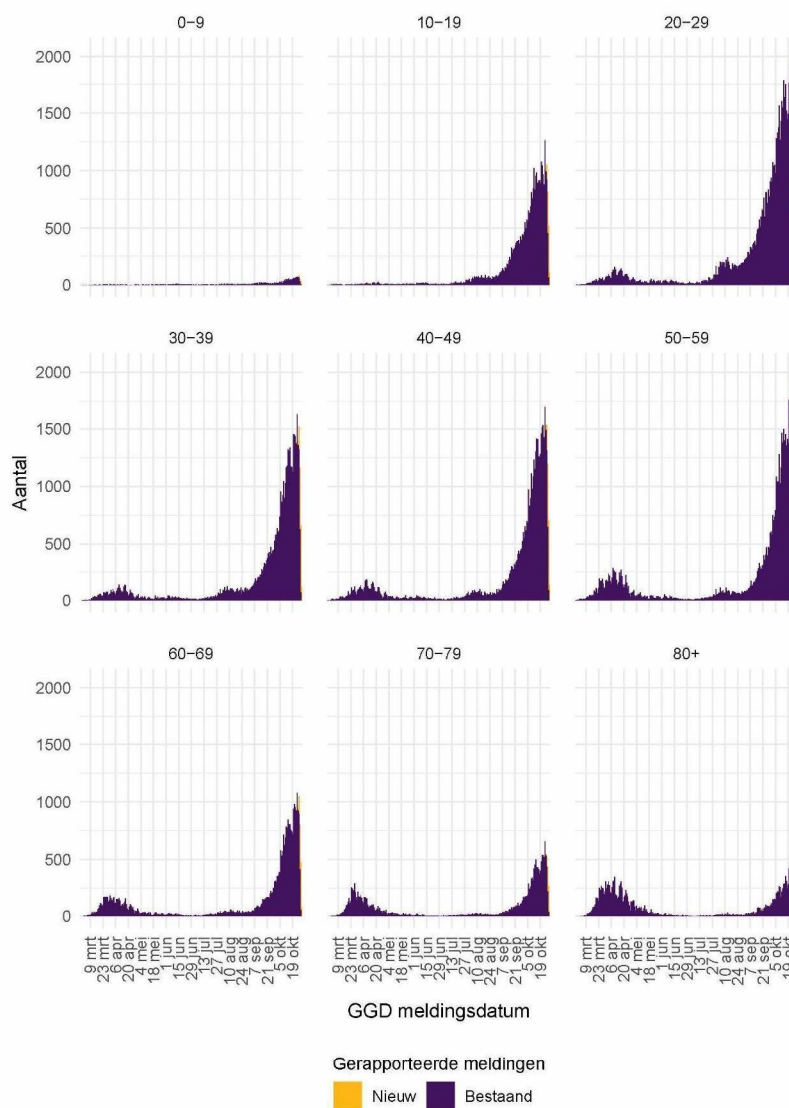 0−9 10−19 20−29
2000
1500
1000
500
0
30−39 40−49 50−59
2000
1500
1000
500
0
Aantal
60−69 70−79 80+
2000
1500
1000
500
0
9 mrt 23 mrt 6 apr 20 apr 4 mei 18 mei 1 jun 15 jun 29 jun 13 jul 27 jul 10 aug 24 aug 7 sep 21 sep 5 okt 19 okt
9 mrt 23 mrt 6 apr 20 apr 4 mei 18 mei 1 jun 15 jun 29 jun 13 jul 27 jul 10 aug 24 aug 7 sep 21 sep 5 okt 19 okt
9 mrt 23 mrt 6 apr 20 apr 4 mei 18 mei 1 jun 15 jun 29 jun 13 jul 27 jul 10 aug 24 aug 7 sep 21 sep 5 okt 19 okt
GGD meldingsdatum
Gerapporteerde meldingen
Nieuw Bestaand